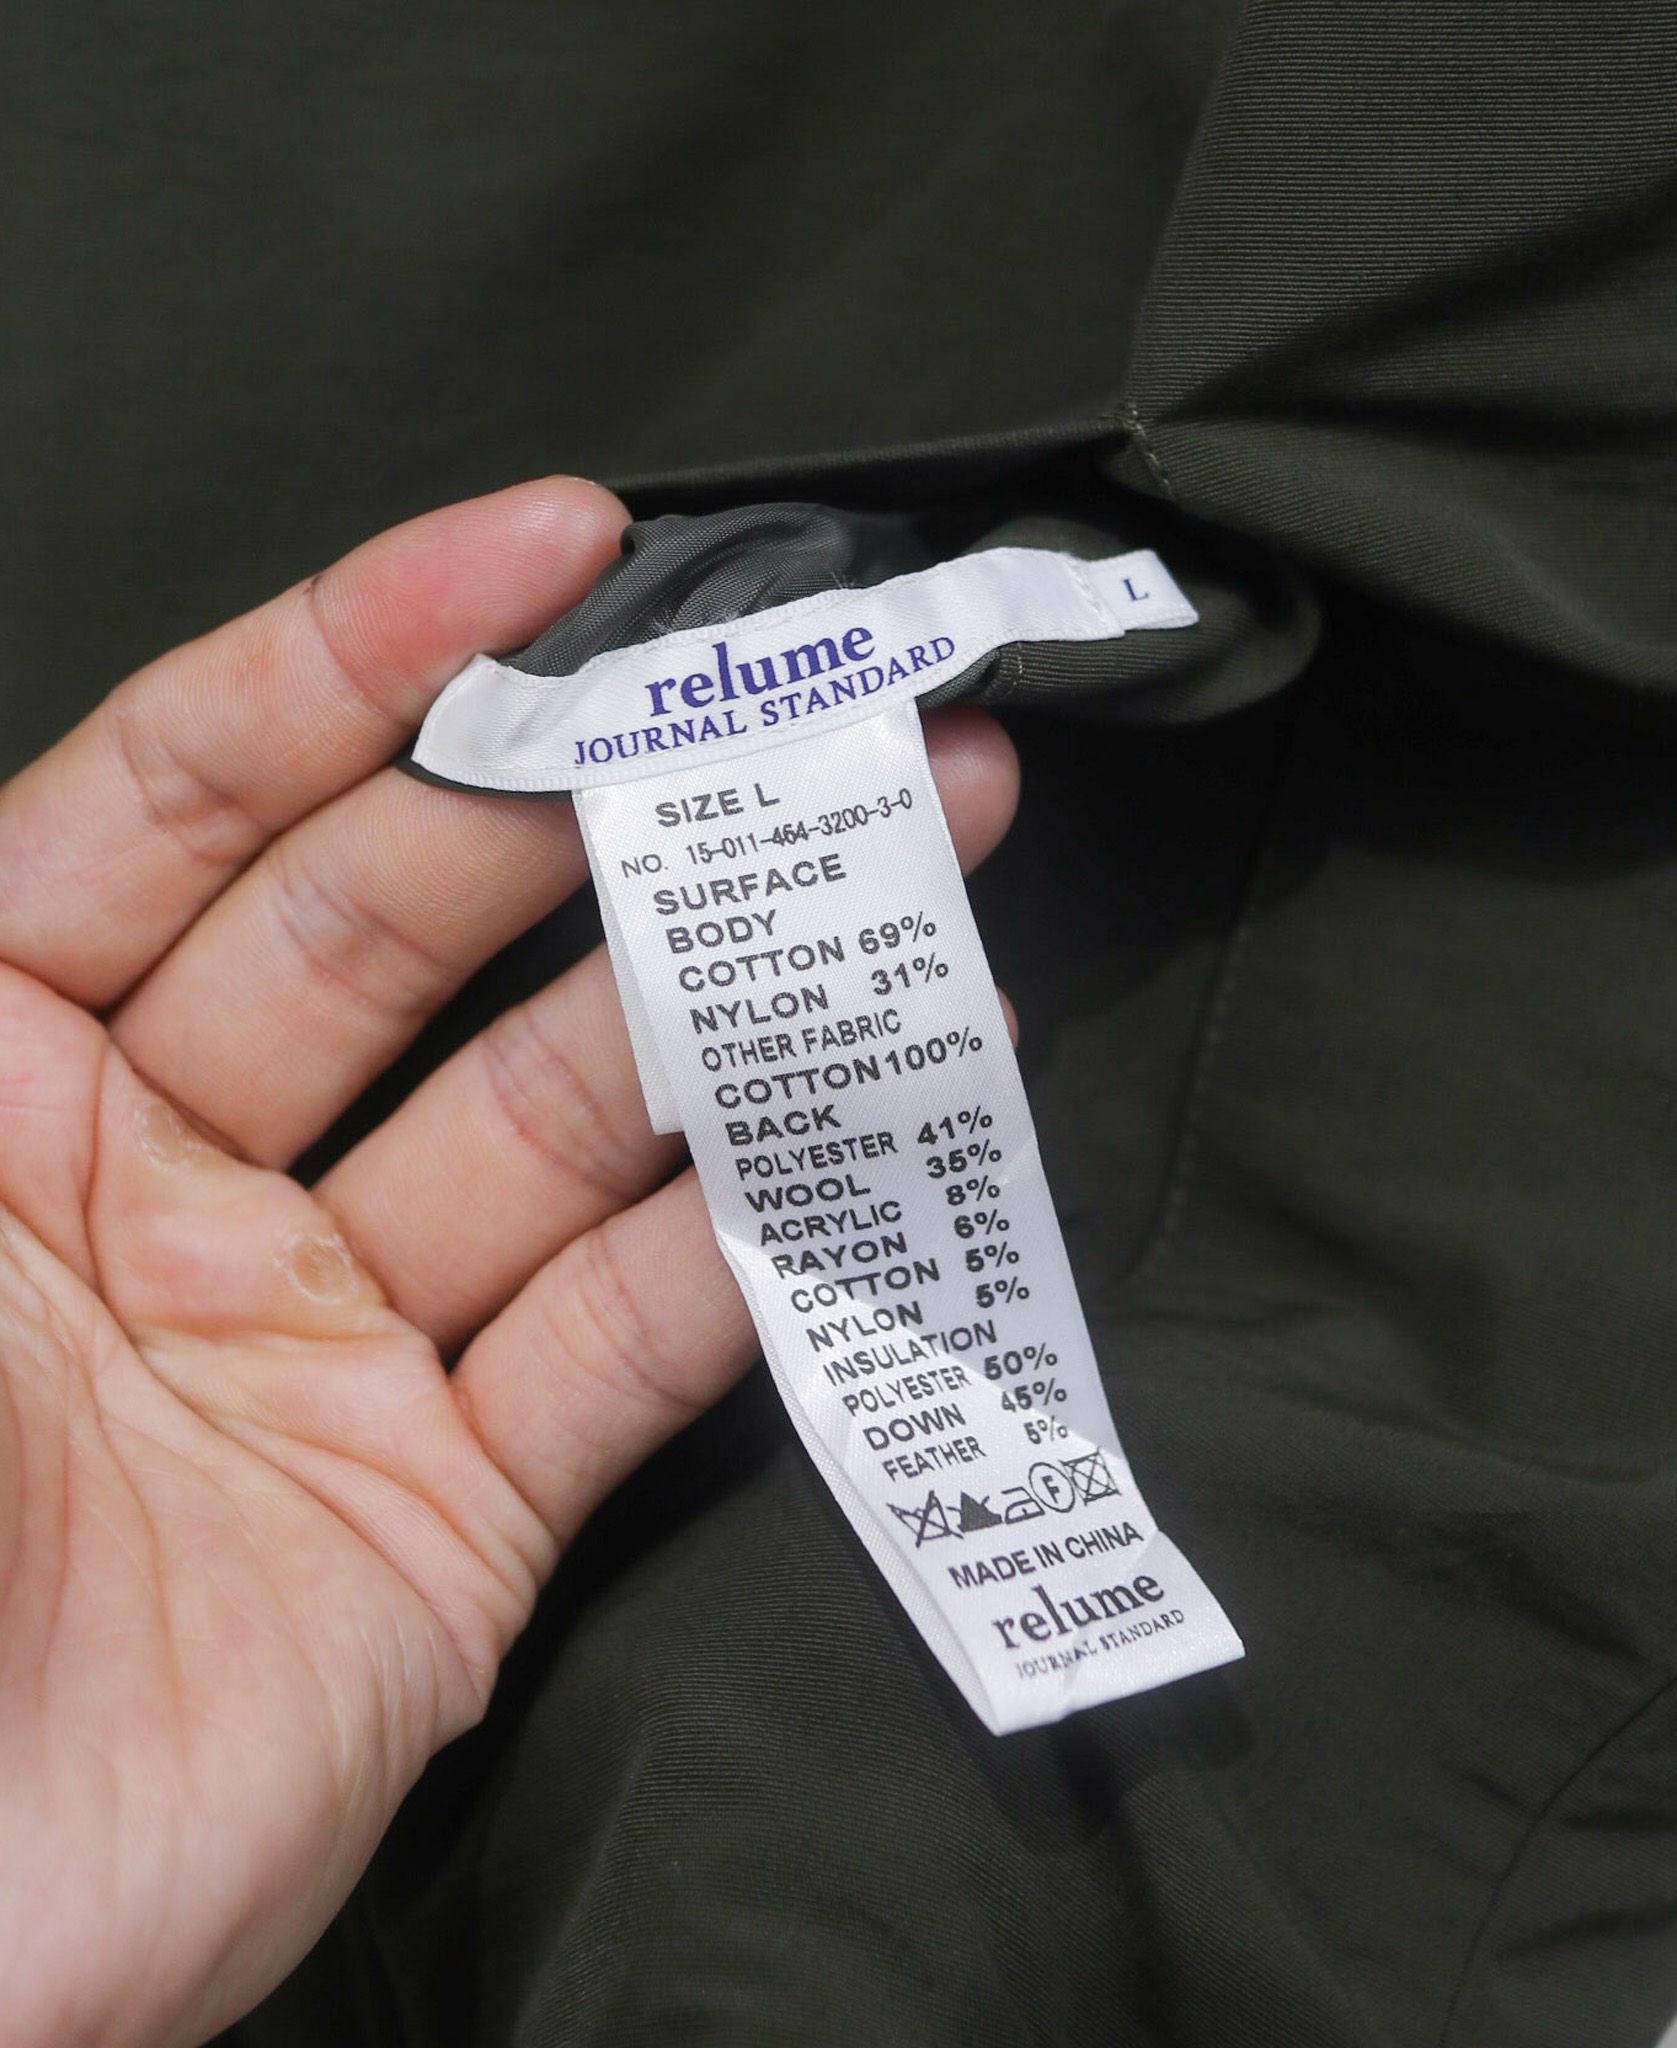 relume
JOURNAL STANDARD
L
SIZE L
NO. 15-011-464-3200-3-0
SURFACE
BODY
COTTON 69%
NYLON 31%
OTHER FABRIC
COTTON 100%
BACK
POLYESTER 41%
WOOL 35%
ACRYLIC 8%
RAYON 6%
COTTON 5%
NYLON 5%
INSULATION
POLYESTER 50%
DOWN 45%
FEATHER 5%
F
MADE IN CHINA
relume
JOURNAL STANDARD